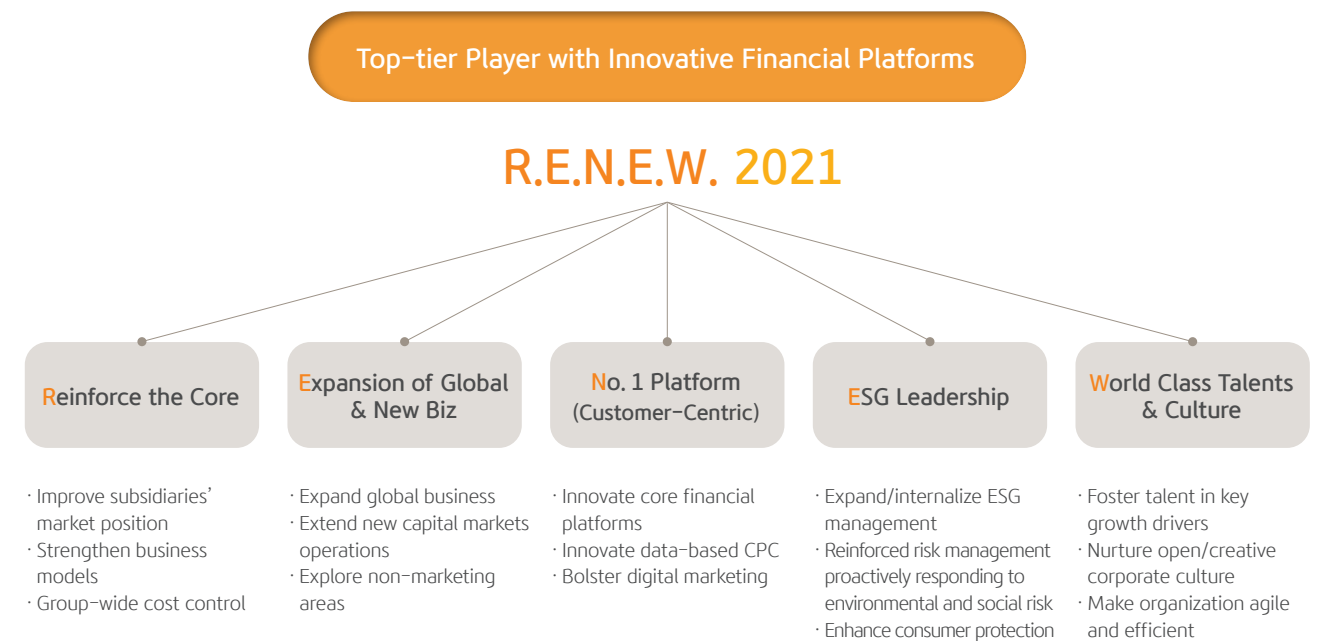 Top-tier Player with Innovative Financial Platforms
R.E.N.E.W. 2021
Reinforce the Core
Expansion of Global
& New Biz
No. 1 Platform
(Customer-Centric)
ESG Leadership
World Class Talents
& Culture
· Improve subsidiaries’
market position
· Strengthen business
models
· Group-wide cost control
· Expand global business
· Extend new capital markets
operations
· Explore non-marketing
areas
· Innovate core financial
platforms
· Innovate data-based CPC
· Bolster digital marketing
· Expand/internalize ESG
management
· Reinforced risk management
proactively responding to
environmental and social risk
· Enhance consumer protection
· Foster talent in key
growth drivers
· Nurture open/creative
corporate culture
· Make organization agile
and efficient